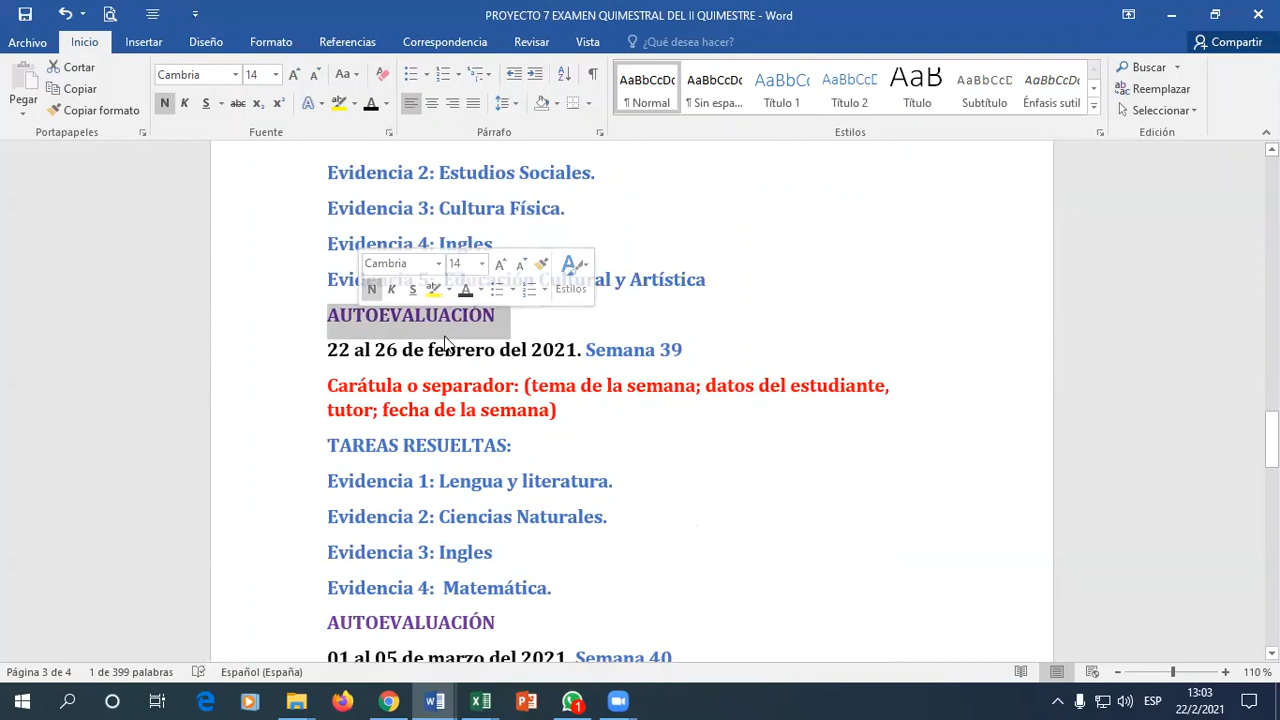 PROYECTO 7 EXAMEN QUIMESTRAL DEL II QUIMESTRE - Word
Archivo Inicio Insertar Diseño Formato Referencias Correspondencia Revisar Vista ¿Qué desea hacer? Compartir
Pegar
Cortar
Copiar
Copiar formato
Portapapeles
Cambria 14
Fuente
Párrafo
AaBbCcDc AaBbCcDc AaBbCcD AaBbCcD AaB AaBbCcD AaBbCcDc
¶ Normal ¶ Sin espa... Título 1 Título 2 Título Subtítulo Énfasis sutil
Estilos
Buscar
Reemplazar
Seleccionar
Edición
Evidencia 2: Estudios Sociales.
Evidencia 3: Cultura Física.
Evidencia 4: Ingles
Cambria 14
Estilos
Evidencia 5: Educación Cultural y Artística
AUTOEVALUACIÓN
22 al 26 de febrero del 2021. Semana 39
Carátula o separador: (tema de la semana; datos del estudiante,
tutor; fecha de la semana)
TAREAS RESUELTAS:
Evidencia 1: Lengua y literatura.
Evidencia 2: Ciencias Naturales.
Evidencia 3: Ingles
Evidencia 4: Matemática.
AUTOEVALUACIÓN
01 al 05 de marzo del 2021. Semana 40
Página 3 de 4 1 de 399 palabras Español (España) 110 %
ESP
13:03
22/2/2021